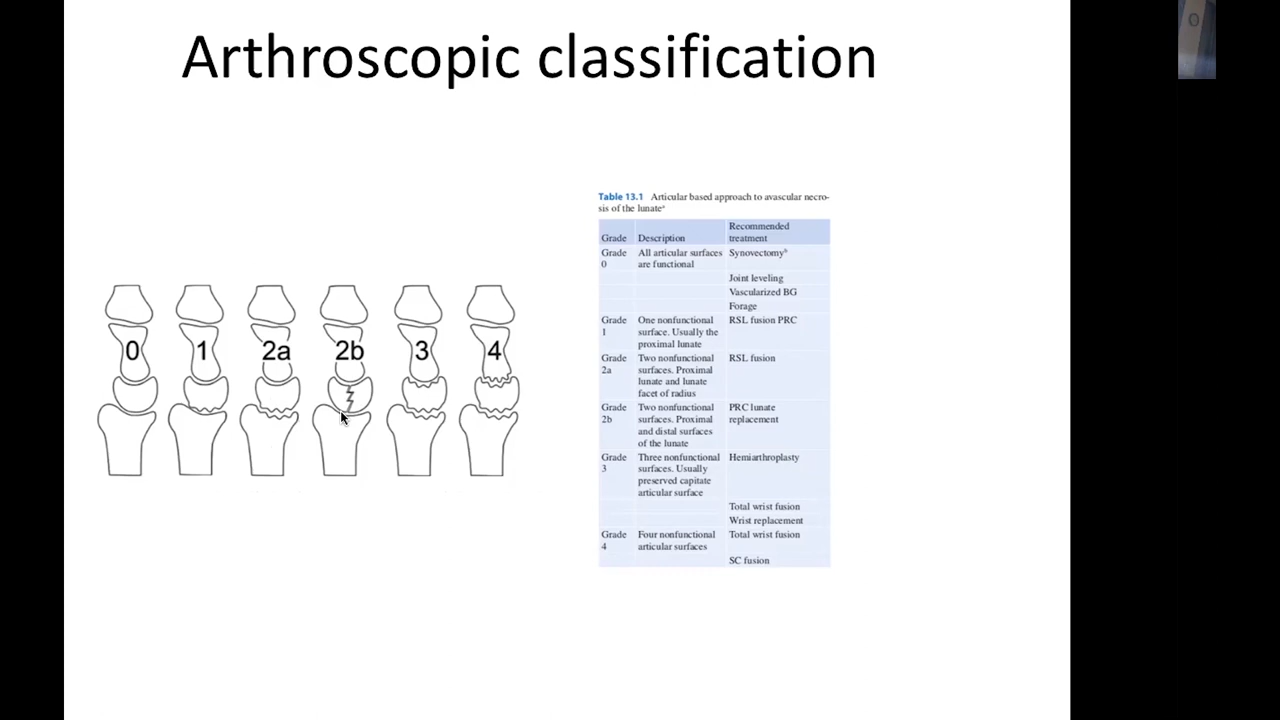 Arthroscopic classification
0 1 2a 2b 3 4
Table 13.1 Articular based approach to avascular necro-
sis of the lunateᵃ
Recommended
Grade Description treatment
Grade All articular surfaces Synovectomyᵇ
0 are functional
Joint leveling
Vascularized BG
Forage
Grade One nonfunctional RSL fusion PRC
1 surface. Usually the
proximal lunate
Grade Two nonfunctional RSL fusion
2a surfaces. Proximal
lunate and lunate
facet of radius
Grade Two nonfunctional PRC lunate
2b surfaces. Proximal replacement
and distal surfaces
of the lunate
Grade Three nonfunctional Hemiarthroplasty
3 surfaces. Usually
preserved capitate
articular surface
Total wrist fusion
Wrist replacement
Grade Four nonfunctional Total wrist fusion
4 articular surfaces
SC fusion